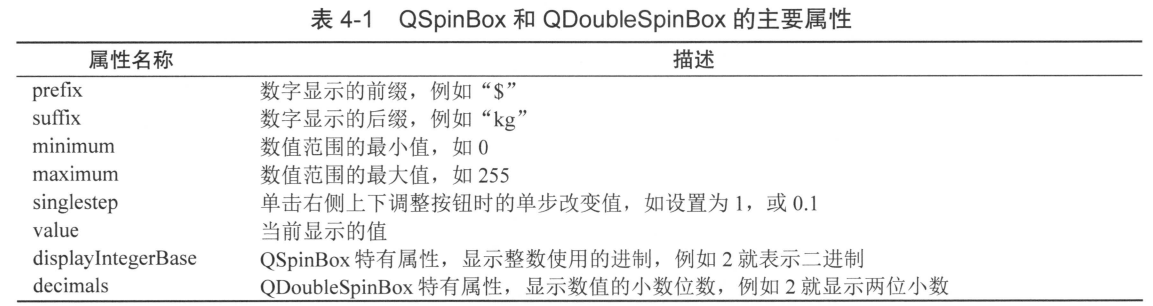 表 4-1 QSpinBox 和 QDoubleSpinBox 的主要属性
属性名称 描述
prefix 数字显示的前缀，例如“$”
suffix 数字显示的后缀，例如“kg”
minimum 数值范围的最小值，如 0
maximum 数值范围的最大值，如 255
singlestep 单击右侧上下调整按钮时的单步改变值，如设置为 1，或 0.1
value 当前显示的值
displayIntegerBase QSpinBox 特有属性，显示整数使用的进制，例如 2 就表示二进制
decimals QDoubleSpinBox 特有属性，显示数值的小数位数，例如 2 就显示两位小数